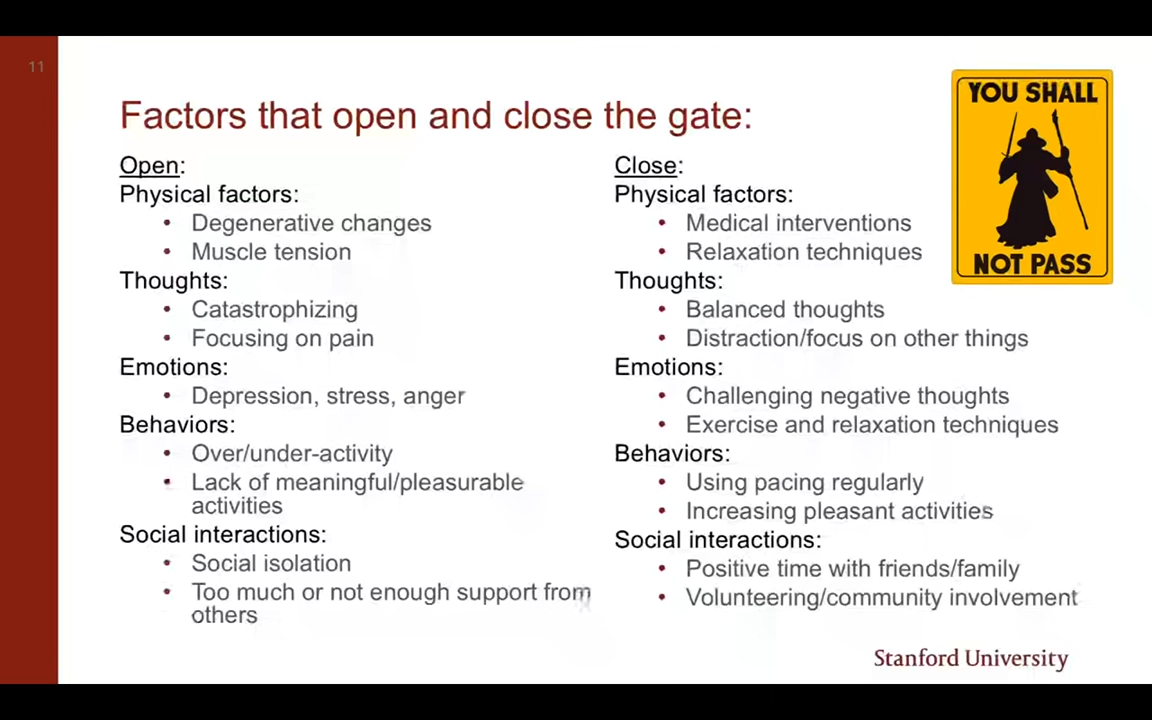 11
Factors that open and close the gate:
Open:
Physical factors:
• Degenerative changes
• Muscle tension
Thoughts:
• Catastrophizing
• Focusing on pain
Emotions:
• Depression, stress, anger
Behaviors:
• Over/under-activity
• Lack of meaningful/pleasurable
activities
Social interactions:
• Social isolation
• Too much or not enough support from
others
Close:
Physical factors:
• Medical interventions
• Relaxation techniques
Thoughts:
• Balanced thoughts
• Distraction/focus on other things
Emotions:
• Challenging negative thoughts
• Exercise and relaxation techniques
Behaviors:
• Using pacing regularly
• Increasing pleasant activities
Social interactions:
• Positive time with friends/family
• Volunteering/community involvement
YOU SHALL
NOT PASS
Stanford University